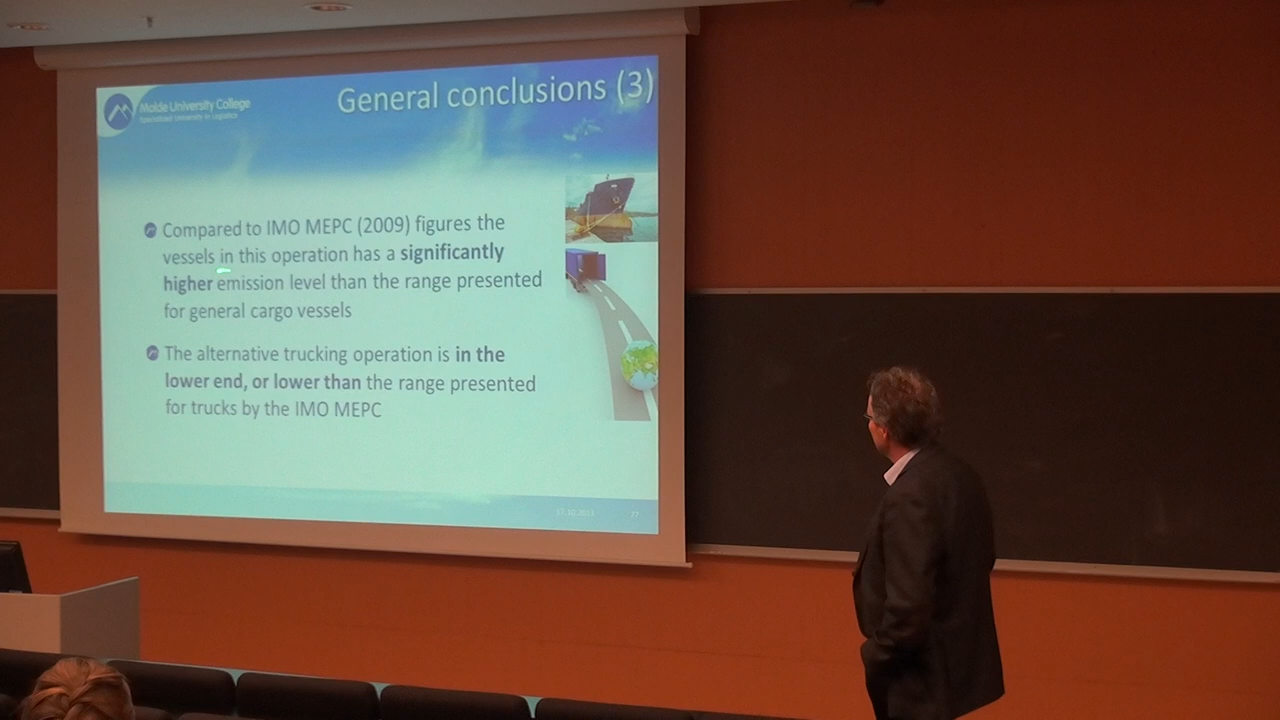 Molde University College
Specialized University in Logistics
General conclusions (3)
Compared to IMO MEPC (2009) figures the
vessels in this operation has a significantly
higher emission level than the range presented
for general cargo vessels
The alternative trucking operation is in the
lower end, or lower than the range presented
for trucks by the IMO MEPC